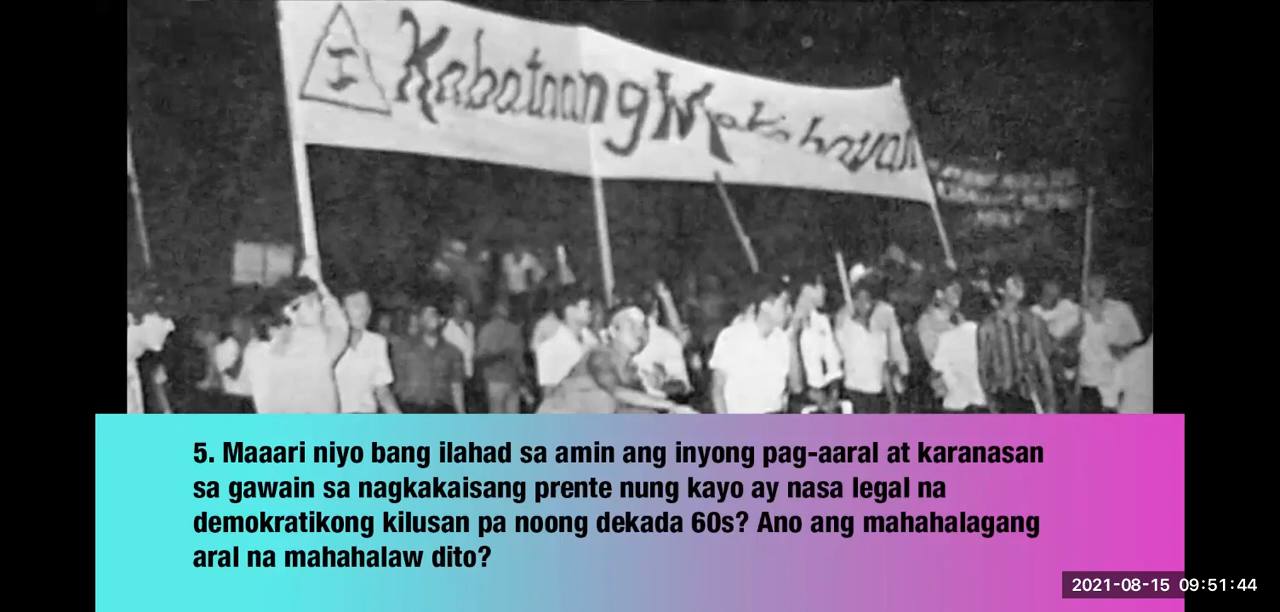 I
Kabataang Makabayan
5. Maaari niyo bang ilahad sa amin ang inyong pag-aaral at karanasan
sa gawain sa nagkakaisang prente nung kayo ay nasa legal na
demokratikong kilusan pa noong dekada 60s? Ano ang mahahalagang
aral na mahahalaw dito?
2021-08-15 09:51:44